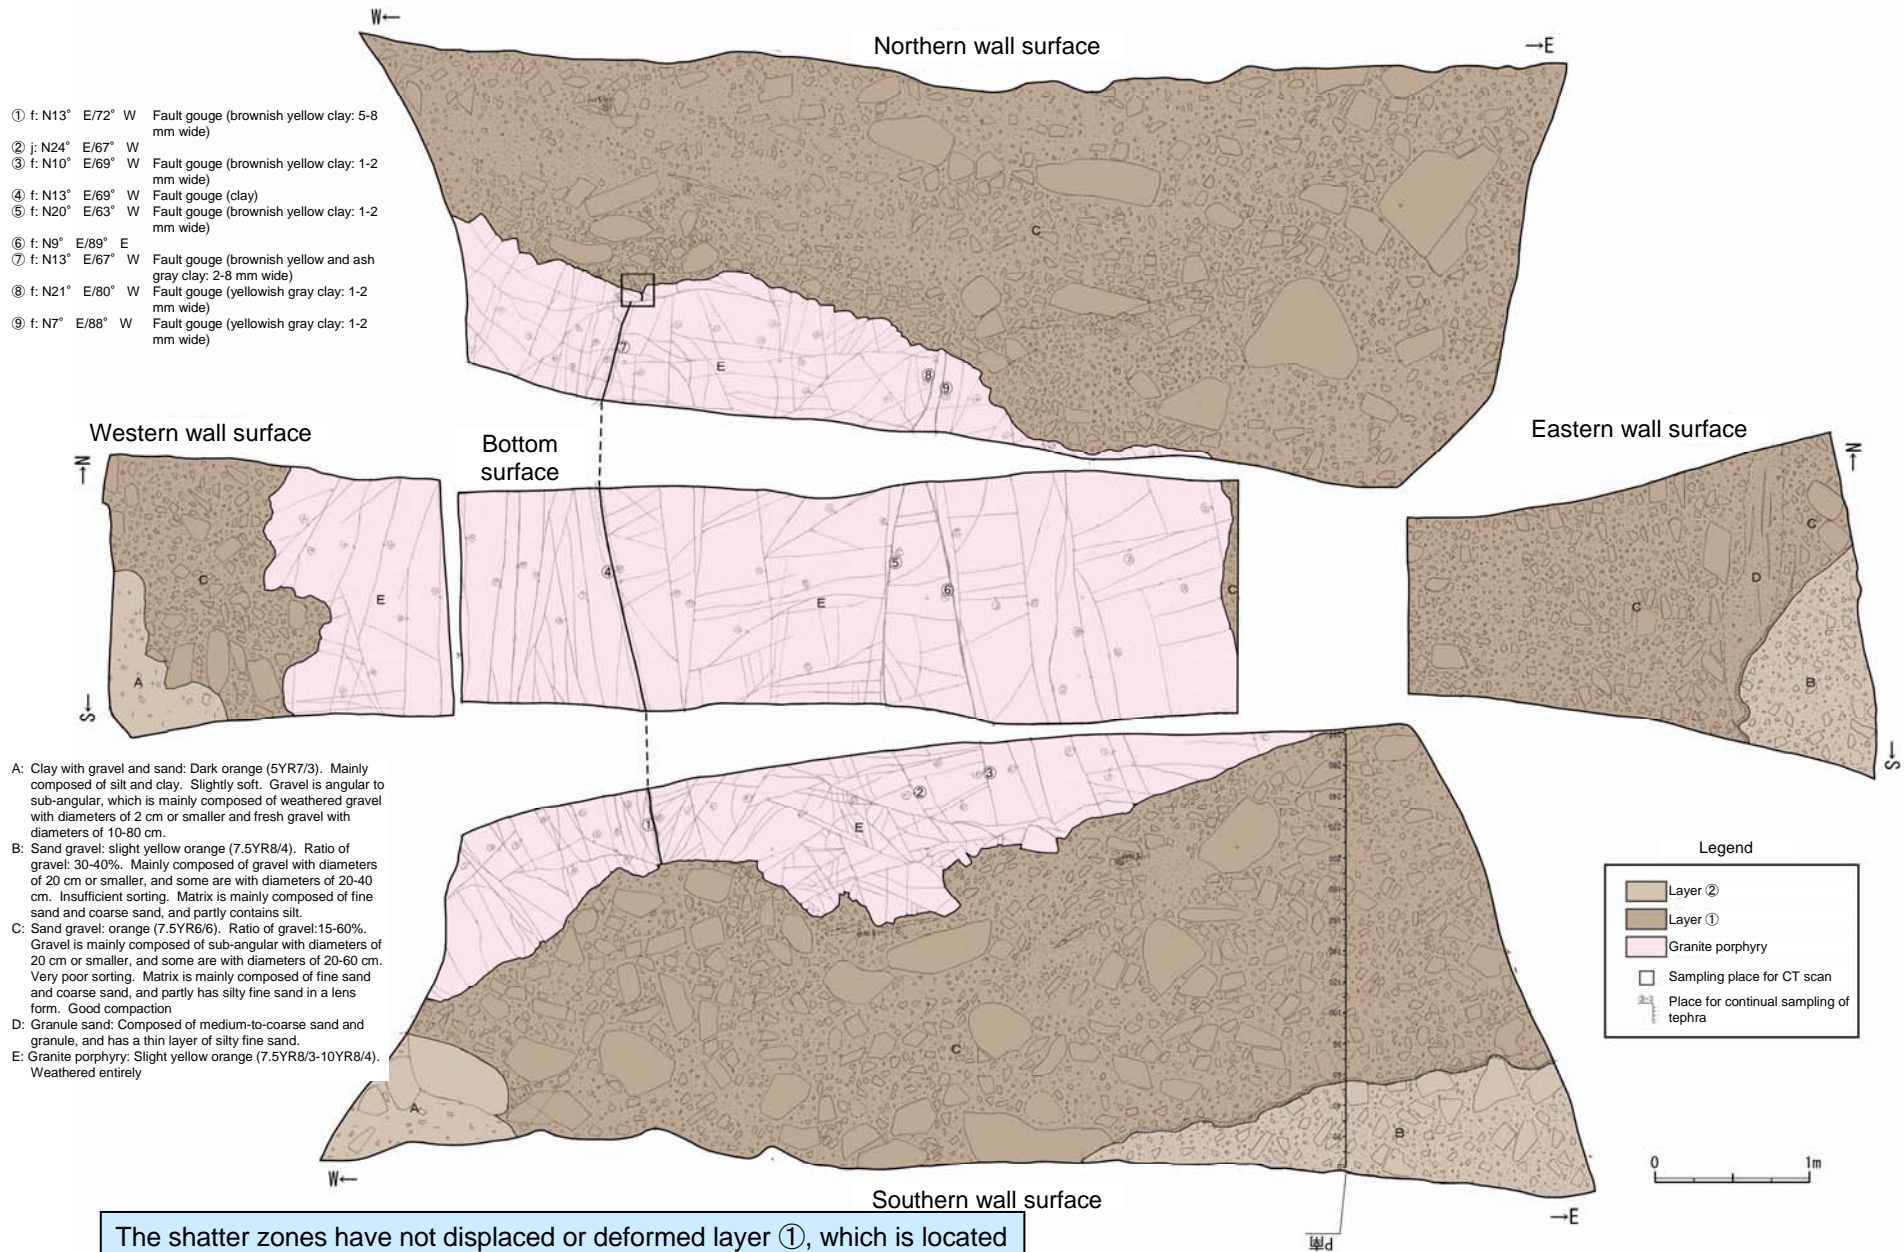 W←
Northern wall surface
→E
① f: N13° E/72° W Fault gouge (brownish yellow clay: 5-8
mm wide)
② j: N24° E/67° W
③ f: N10° E/69° W Fault gouge (brownish yellow clay: 1-2
mm wide)
④ f: N13° E/69° W Fault gouge (clay)
⑤ f: N20° E/63° W Fault gouge (brownish yellow clay: 1-2
mm wide)
⑥ f: N9° E/89° E
⑦ f: N13° E/67° W Fault gouge (brownish yellow and ash
gray clay: 2-8 mm wide)
⑧ f: N21° E/80° W Fault gouge (yellowish gray clay: 1-2
mm wide)
⑨ f: N7° E/88° W Fault gouge (yellowish gray clay: 1-2
mm wide)
C
⑦
E
⑧
⑨
Western wall surface
Bottom
surface
Eastern wall surface
→N
C
E
A
S←
④
⑤
⑥
E
C
→N
C
D
C
B
→S
A: Clay with gravel and sand: Dark orange (5YR7/3). Mainly
composed of silt and clay. Slightly soft. Gravel is angular to
sub-angular, which is mainly composed of weathered gravel
with diameters of 2 cm or smaller and fresh gravel with
diameters of 10-80 cm.
B: Sand gravel: slight yellow orange (7.5YR8/4). Ratio of
gravel: 30-40%. Mainly composed of gravel with diameters
of 20 cm or smaller, and some are with diameters of 20-40
cm. Insufficient sorting. Matrix is mainly composed of fine
sand and coarse sand, and partly contains silt.
C: Sand gravel: orange (7.5YR6/6). Ratio of gravel:15-60%.
Gravel is mainly composed of sub-angular with diameters of
20 cm or smaller, and some are with diameters of 20-60 cm.
Very poor sorting. Matrix is mainly composed of fine sand
and coarse sand, and partly has silty fine sand in a lens
form. Good compaction
D: Granule sand: Composed of medium-to-coarse sand and
granule, and has a thin layer of silty fine sand.
E: Granite porphyry: Slight yellow orange (7.5YR8/3-10YR8/4).
Weathered entirely
①
②
③
E
C
A
B
W←
Southern wall surface
→E
P南
Legend
Layer ②
Layer ①
Granite porphyry
Sampling place for CT scan
Place for continual sampling of
tephra
0 1m
The shatter zones have not displaced or deformed layer ①, which is located